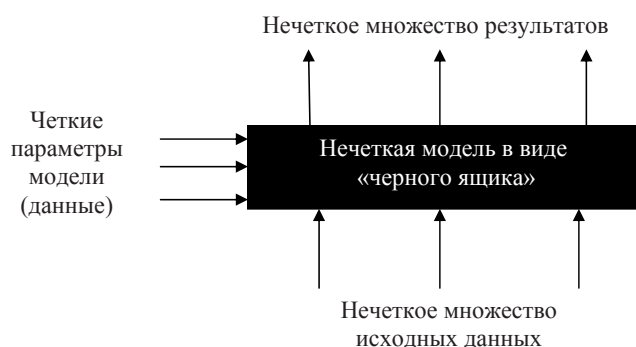 Нечеткое множество результатов
Четкие
параметры
модели
(данные)
Нечеткая модель в виде
«черного ящика»
Нечеткое множество
исходных данных